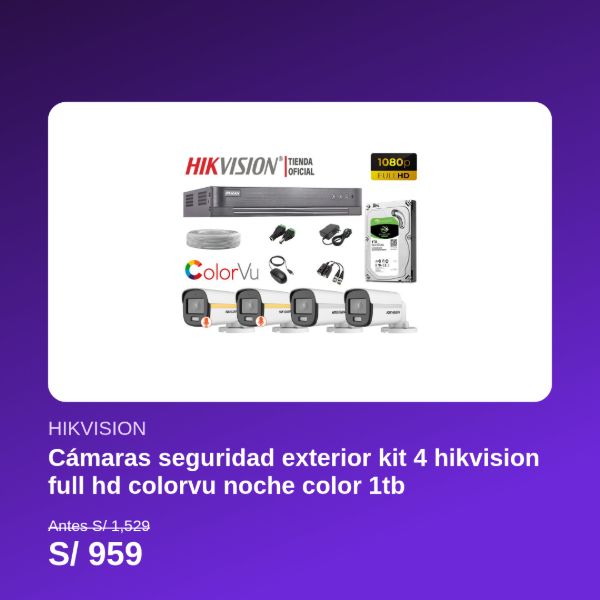 HIKVISION® TIENDA
OFICIAL
1080p
FULL HD
ColorVu
HIKVISION
Cámaras seguridad exterior kit 4 hikvision
full hd colorvu noche color 1tb
Antes S/ 1,529
S/ 959